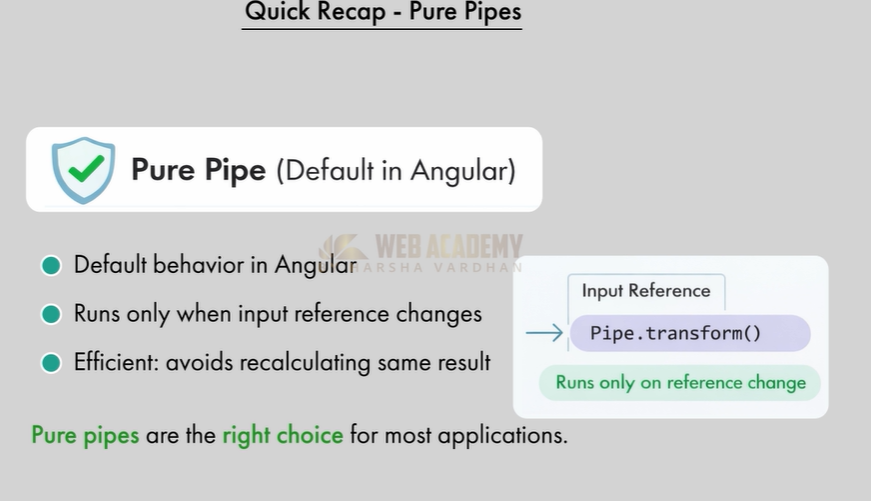 Quick Recap - Pure Pipes
Pure Pipe (Default in Angular)
WEB ACADEMY
HARSHA VARDHAN
Default behavior in Angular
Runs only when input reference changes
Efficient: avoids recalculating same result
Input Reference
Pipe.transform()
Runs only on reference change
Pure pipes are the right choice for most applications.